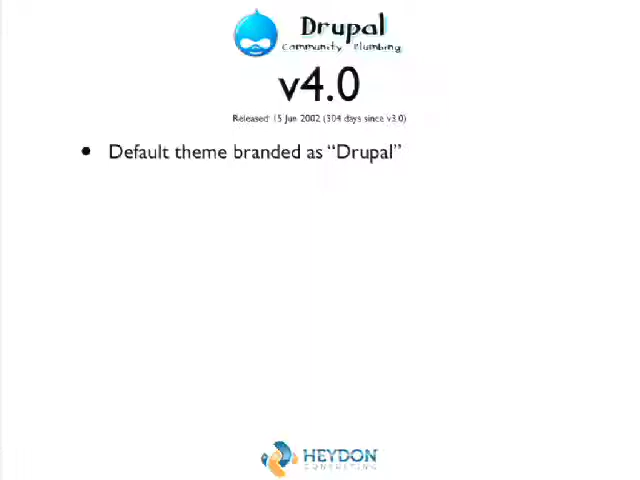 Drupal
Community Plumbing
v4.0
Released: 15 Jun 2002 (304 days since v3.0)
• Default theme branded as “Drupal”
HEYDON
CONSULTING